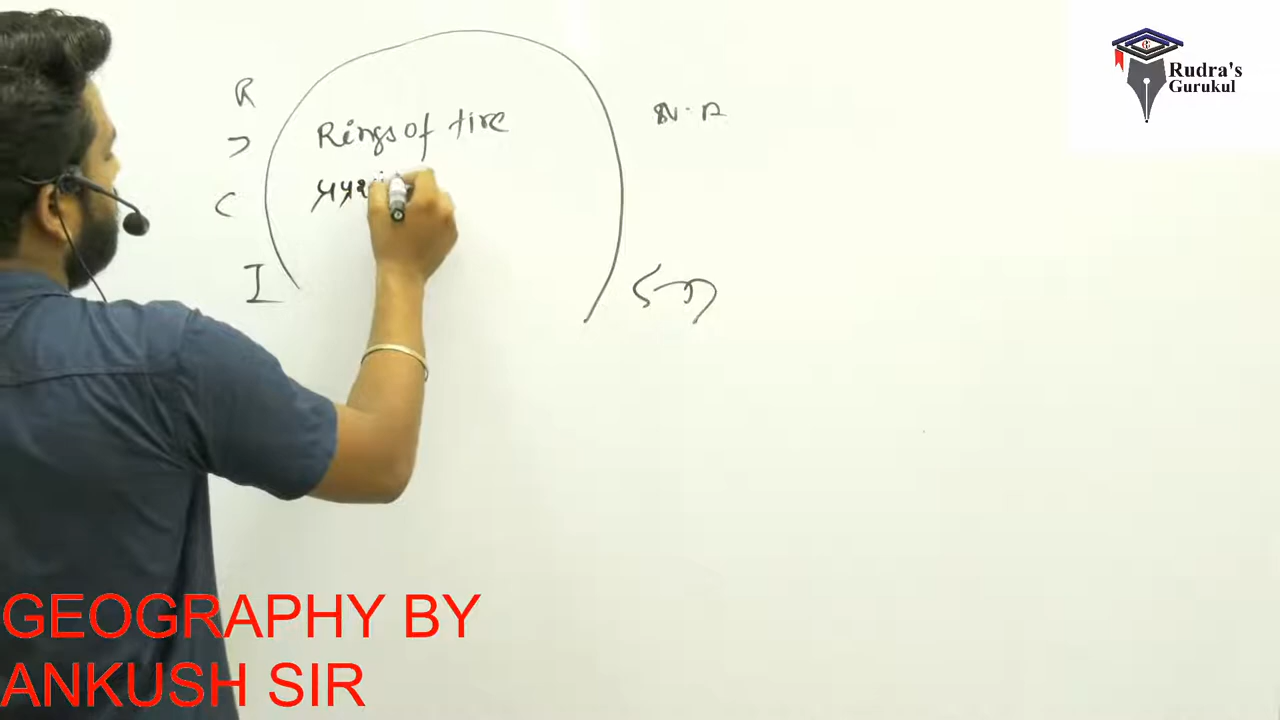 R
J
C
I
Rings of fire
N.A
Rudra's
Gurukul
GEOGRAPHY BY
ANKUSH SIR